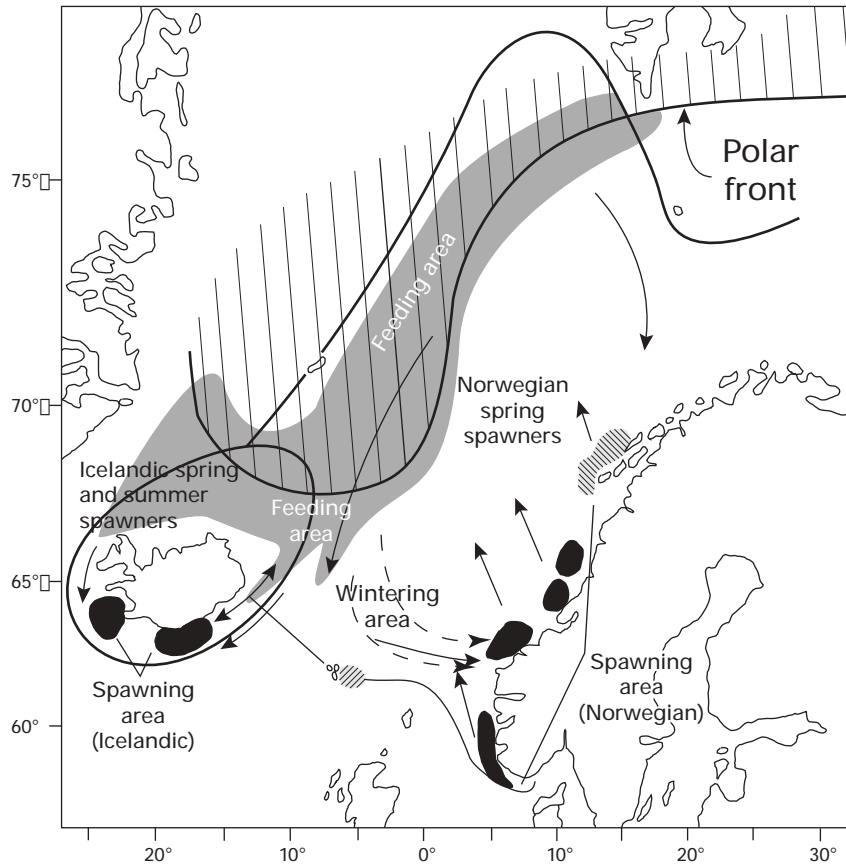 Polar
front
75°
Feeding area
Norwegian
spring
spawners
70°
Icelandic spring
and summer
spawners
Feeding
area
65°
Wintering
area
Spawning
area
(Icelandic)
Spawning
area
(Norwegian)
60°
20° 10° 0° 10° 20° 30°